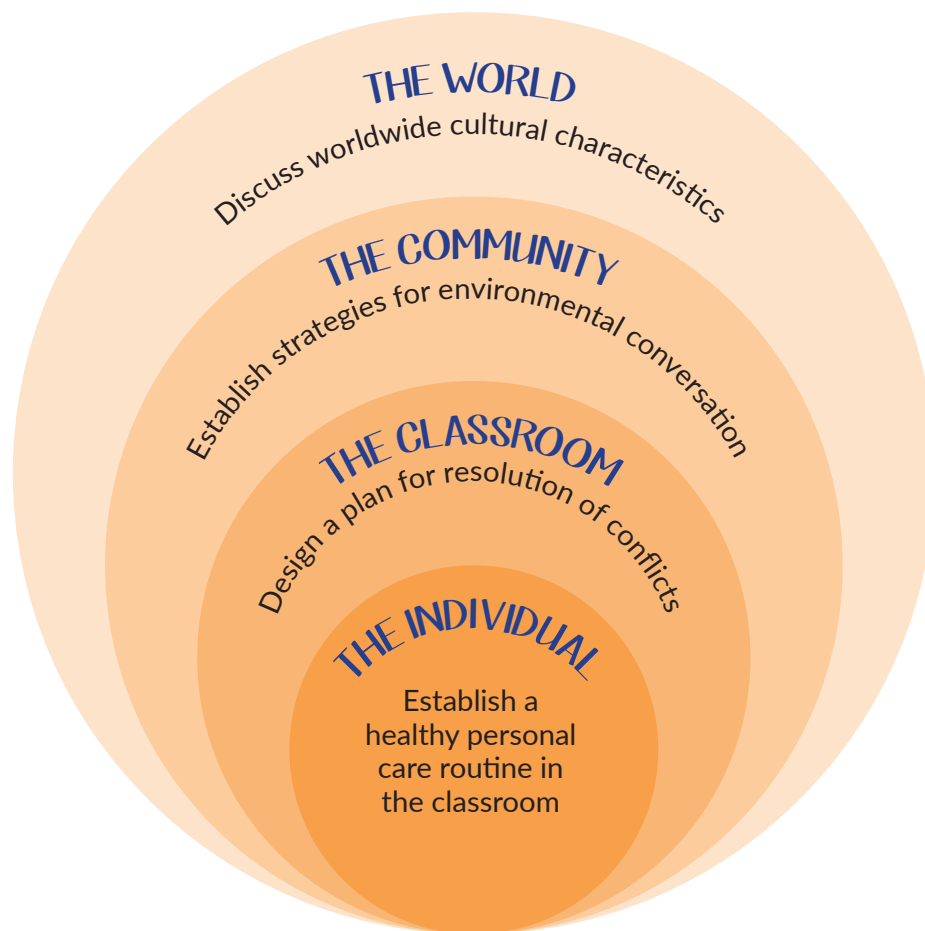 THE WORLD
Discuss worldwide cultural characteristics
THE COMMUNITY
Establish strategies for environmental conversation
THE CLASSROOM
Design a plan for resolution of conflicts
THE INDIVIDUAL
Establish a
healthy personal
care routine in
the classroom